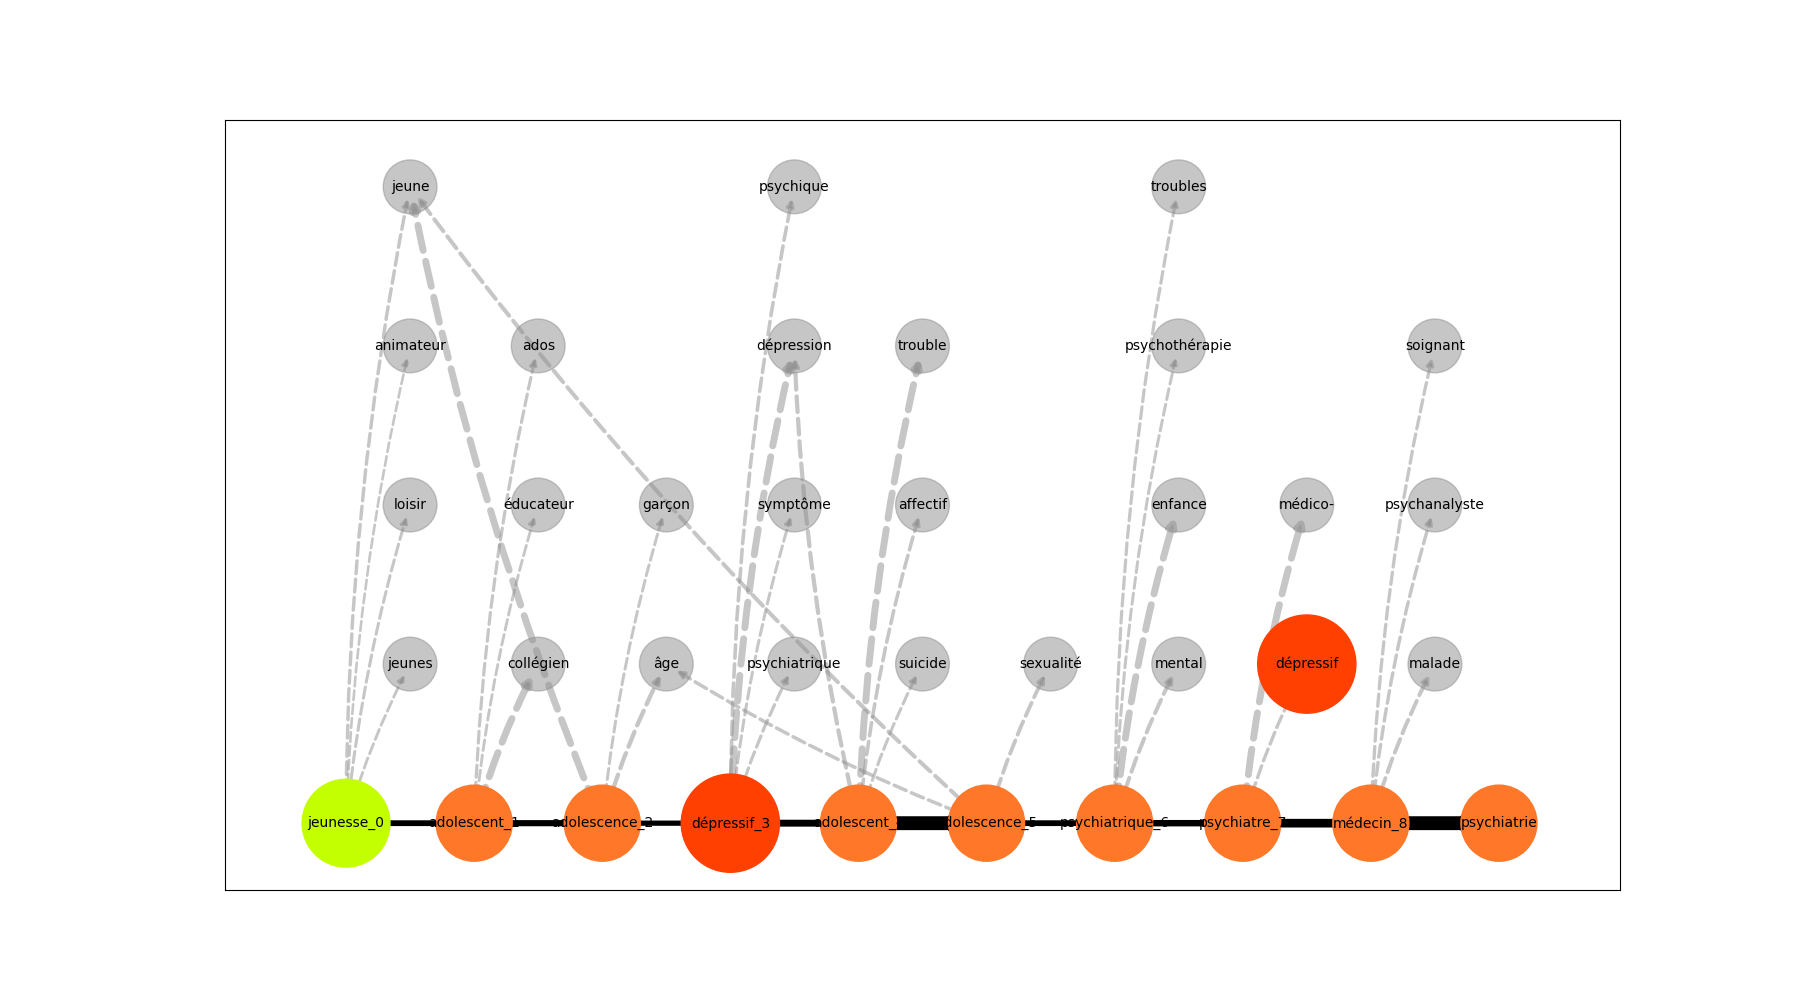 jeune psychique troubles
animateur ados dépression trouble psychothérapie soignant
loisir éducateur garçon symptôme affectif enfance médico- psychanalyste
jeunes collégien âge psychiatrique suicide sexualité mental dépressif malade
jeunesse_0 adolescent_1 adolescence_2 dépressif_3 adolescent_ dolescence_5 psychiatrique_6 psychiatre_7 médecin_8 psychiatrie